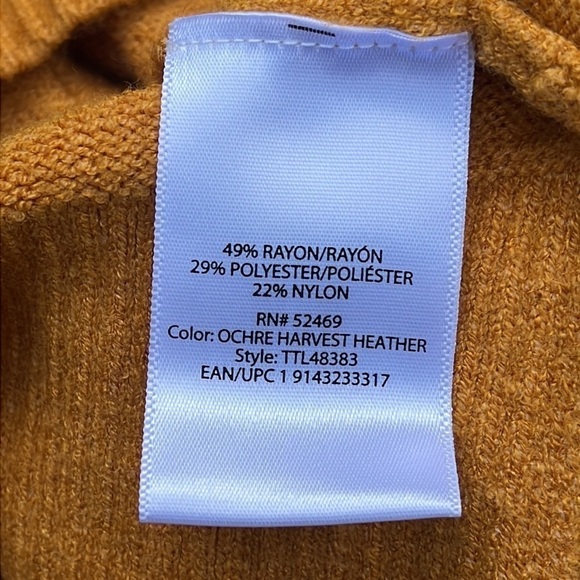 49% RAYON/RAYÓN
29% POLYESTER/POLIÉSTER
22% NYLON
RN# 52469
Color: OCHRE HARVEST HEATHER
Style: TTL48383
EAN/UPC 1 9143233317